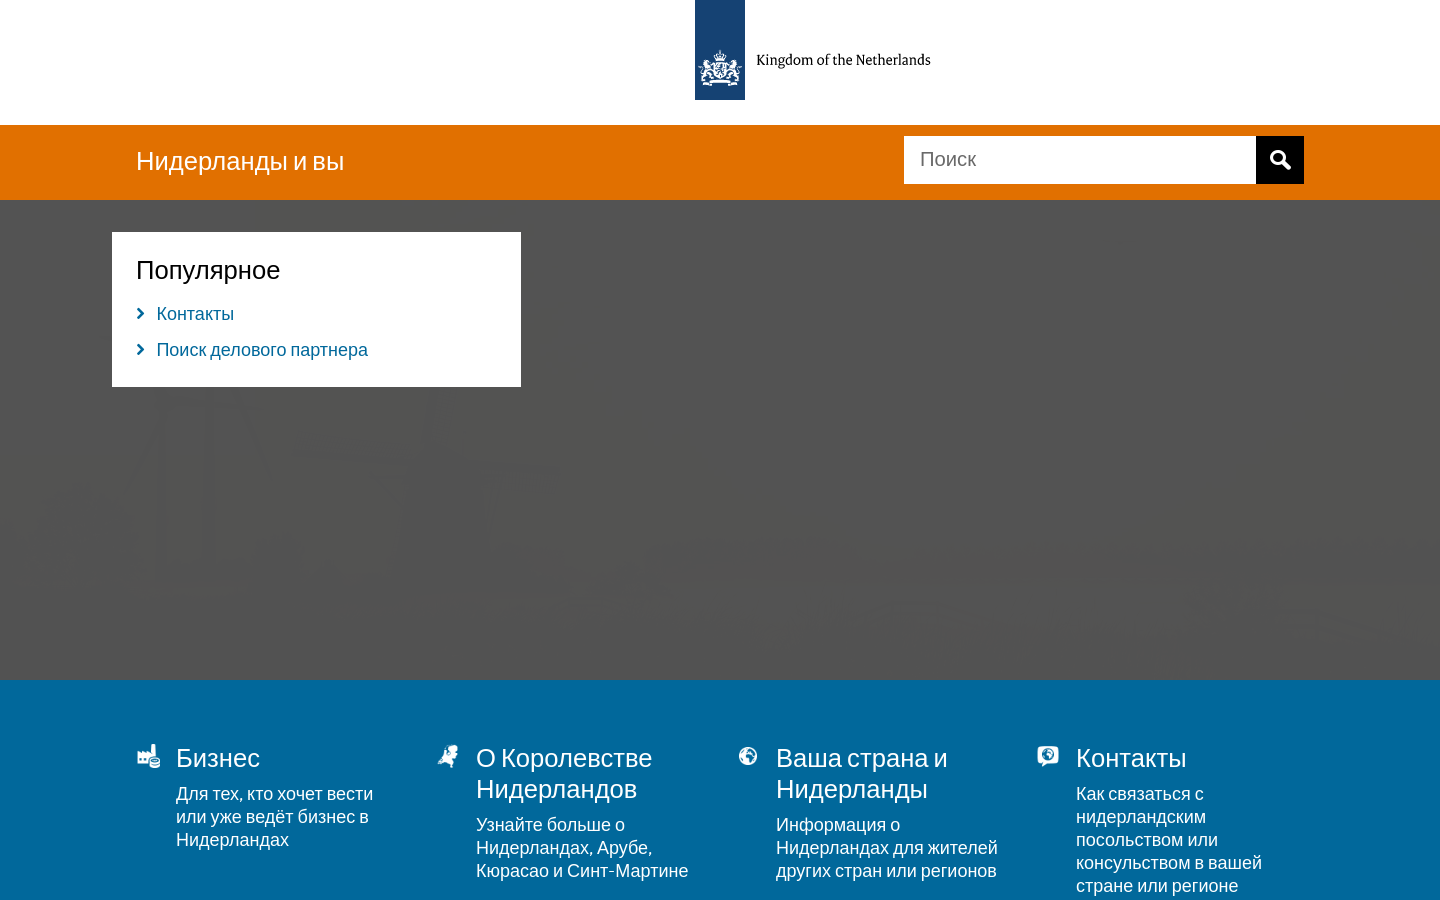 Kingdom of the Netherlands
Нидерланды и вы
Поиск
Популярное
Контакты
Поиск делового партнера
Бизнес
Для тех, кто хочет вести
или уже ведёт бизнес в
Нидерландах
О Королевстве
Нидерландов
Узнайте больше о
Нидерландах, Арубе,
Кюрасао и Синт-Мартине
Ваша страна и
Нидерланды
Информация о
Нидерландах для жителей
других стран или регионов
Контакты
Как связаться с
нидерландским
посольством или
консульством в вашей
стране или регионе